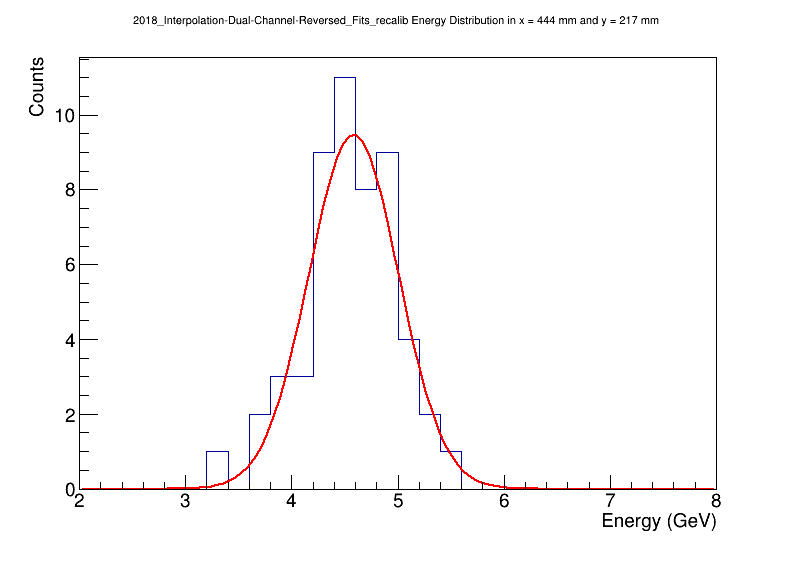 2018_Interpolation-Dual-Channel-Reversed_Fits_recalib Energy Distribution in x = 444 mm and y = 217 mm
Counts
10
8
6
4
2
0
2 3 4 5 6 7 8
Energy (GeV)